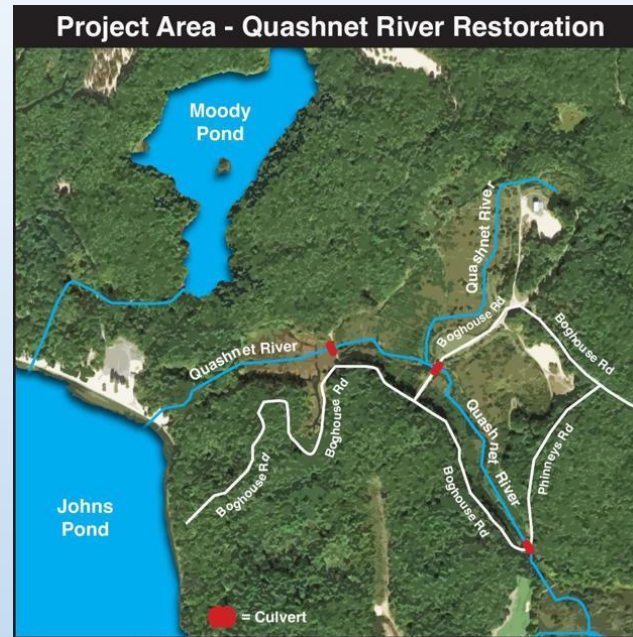 Project Area - Quashnet River Restoration
Moody
Pond
Quashnet River
Boghouse Rd
Boghouse Rd
Quashnet River
Boghouse Rd
Quashnet River
Phinneys Rd
Boghouse Rd
Boghouse Rd
Johns
Pond
= Culvert